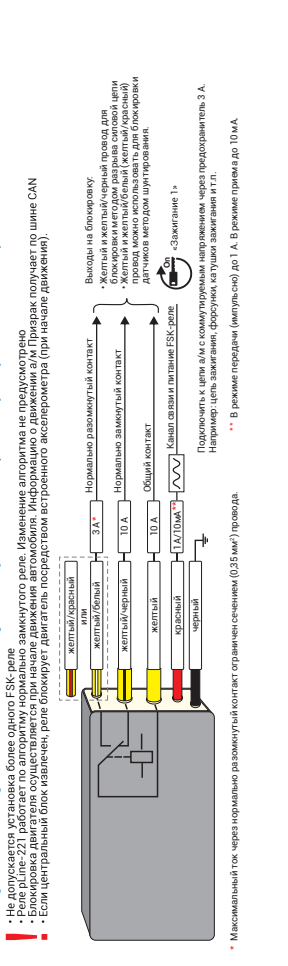 • Не допускается установка более одного FSK-реле
• Реле pLine-221 работает по алгоритму нормально замкнутого реле. Изменение алгоритма не предусмотрено
• Блокировка двигателя осуществляется при начале движения автомобиля. Информацию о движении а/м Призрак получает по шине CAN
• Если центральный блок извлечен, реле блокирует двигатель посредством встроенного акселерометра (при начале движения).
желтый/красный
или
желтый/белый
3 А*
Нормально разомкнутый контакт
желтый/черный
10 А
Нормально замкнутый контакт
желтый
10 А
Общий контакт
красный
1А/10мА**
Канал связи и питание FSK-реле
черный
Выходы на блокировку:
• Желтый и желтый/черный провод для
блокировки методом разрыва силовой цепи
• Желтый и желтый/белый (желтый/красный)
провод можно использовать для блокировки
датчиков методом шунтирования.
On
«Зажигание 1»
Подключить к цепи а/м с коммутируемым напряжением через предохранитель 3 А.
Например: цепь зажигания, форсунки, катушки зажигания и т.п.
* Максимальный ток через нормально разомкнутый контакт ограничен сечением (0,35 мм²) провода.
** В режиме передачи (импульсно) до 1 А. В режиме приема до 10 мА.